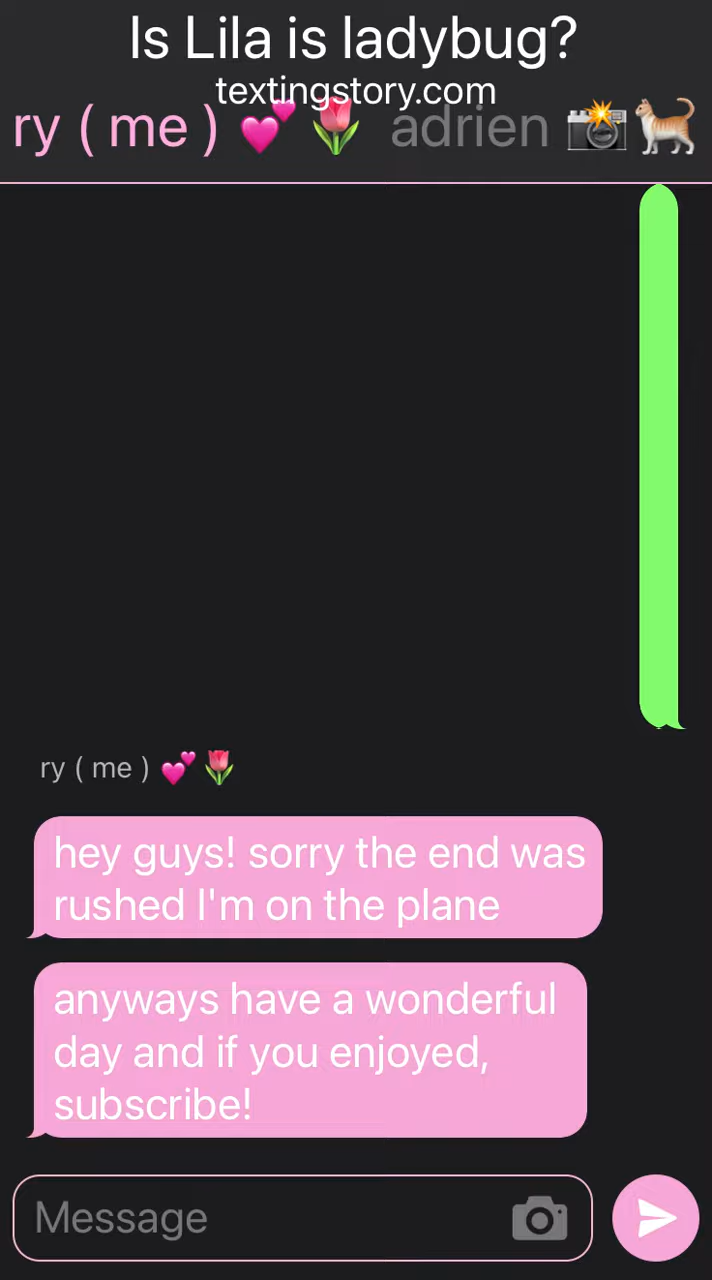 Is Lila is ladybug?
textingstory.com
ry ( me ) 💕🌷 adrien 📸🐈
ry ( me ) 💕🌷
hey guys! sorry the end was
rushed I'm on the plane
anyways have a wonderful
day and if you enjoyed,
subscribe!
Message